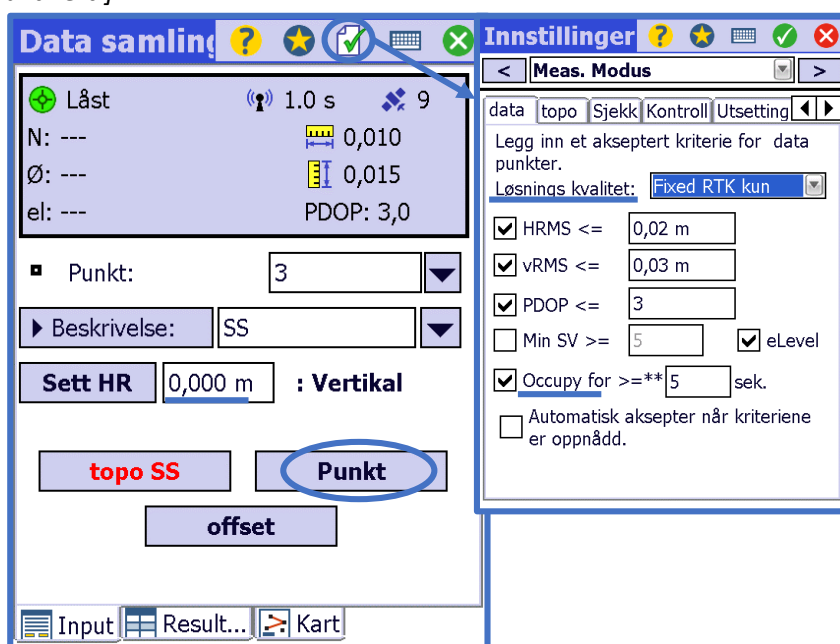 Data samling
Låst
1.0 s
9
N: ---
0,010
Ø: ---
0,015
el: ---
PDOP: 3,0
Punkt:
3
Beskrivelse:
SS
Sett HR
0,000 m
: Vertikal
topo SS
Punkt
offset
Input
Result...
Kart
Innstillinger
< Meas. Modus >
data topo Sjekk Kontroll Utsetting
Legg inn et akseptert kriterie for data
punkter.
Løsnings kvalitet: Fixed RTK kun
HRMS <= 0,02 m
vRMS <= 0,03 m
PDOP <= 3
Min SV >= 5 eLevel
Occupy for >=** 5 sek.
Automatisk aksepter når kriteriene
er oppnådd.